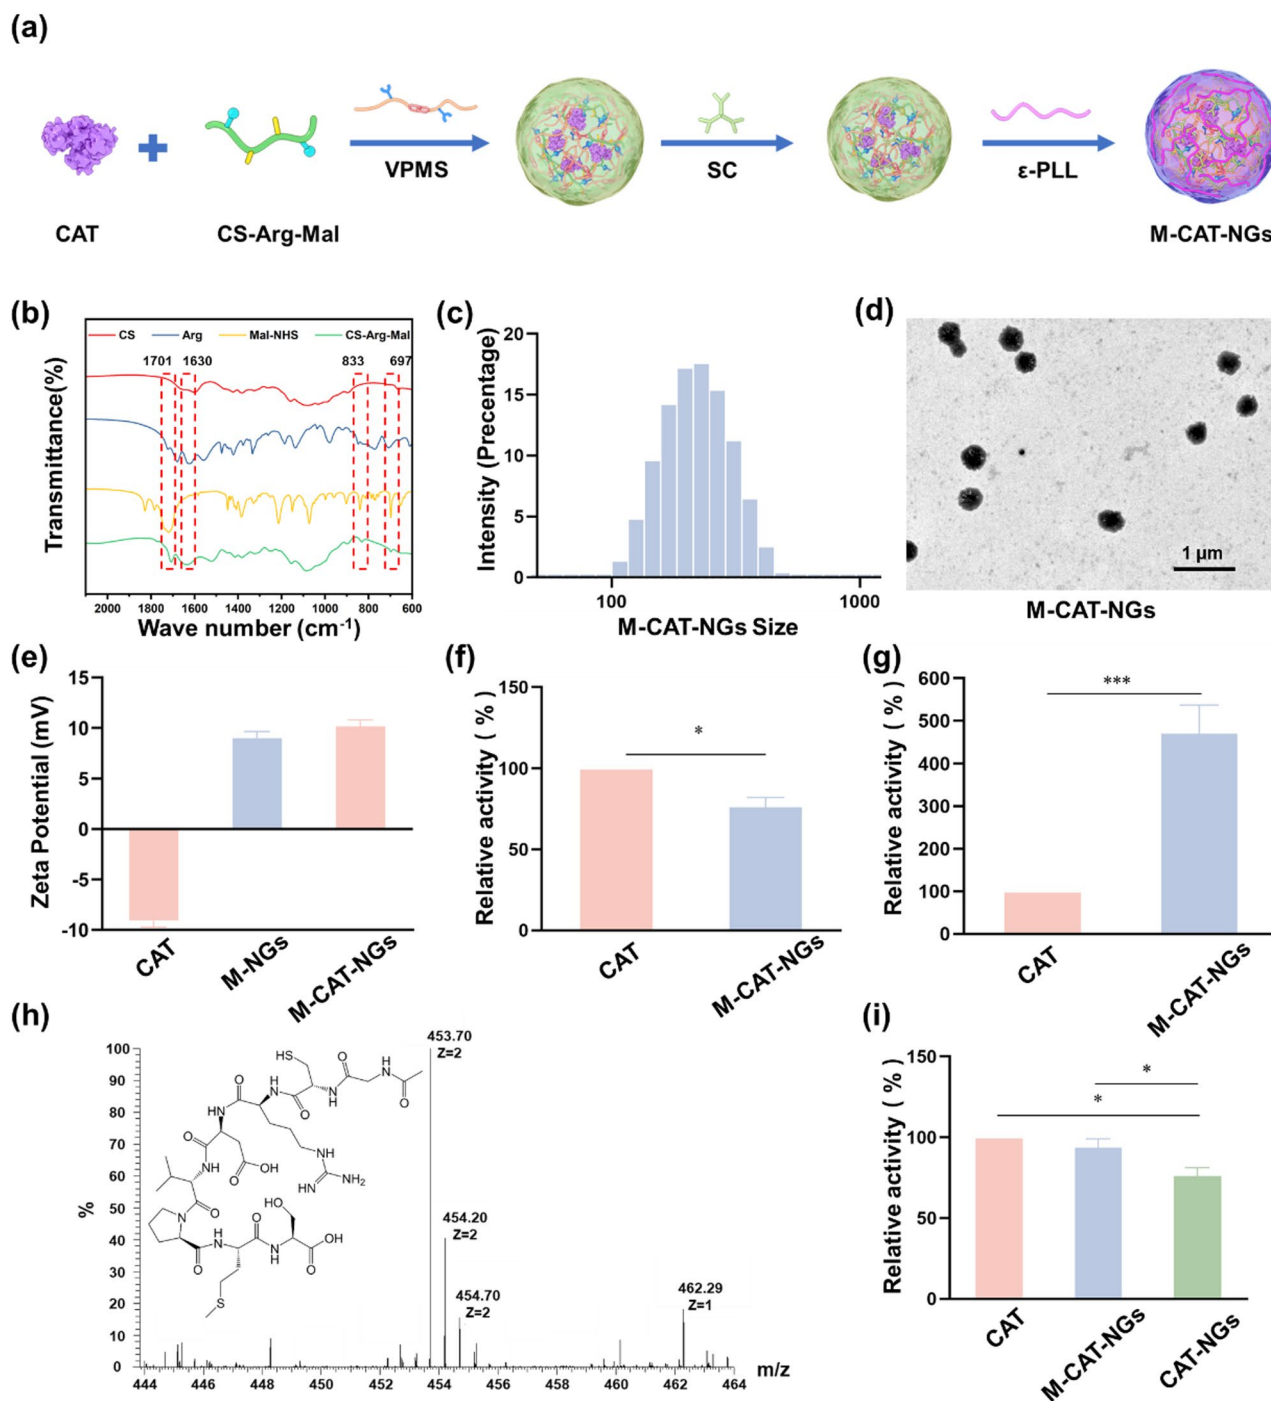 (a)
VPMS
SC
ε-PLL
CAT
CS-Arg-Mal
M-CAT-NGs
(b)
CS Arg Mal-NHS CS-Arg-Mal
1701 1630 833 697
Transmittance(%)
2000 1800 1600 1400 1200 1000 800 600
Wave number (cm-1)
(c)
Intensity (Precentage)
20
15
10
5
0
100 1000
M-CAT-NGs Size
(d)
1 μm
M-CAT-NGs
(e)
Zeta Potential (mV)
15
10
5
0
-5
-10
CAT M-NGs M-CAT-NGs
(f)
Relative activity ( % )
150
100
50
0
*
CAT M-CAT-NGs
(g)
Relative activity ( % )
600
500
400
300
200
100
0
***
CAT M-CAT-NGs
(h)
%
100
90
80
70
60
50
40
30
20
10
0
453.70
Z=2
454.20
Z=2
454.70
Z=2
462.29
Z=1
HS
O
H
N
H
N
O
N
H
O
N
H
O
O
H
N
NH
O
O
OH
NH
HN
NH2
O
N
HO
O
H
N
O
N
H
O
OH
O
S
444 446 448 450 452 454 456 458 460 462 464
m/z
(i)
Relative activity ( % )
150
100
50
0
*
*
CAT M-CAT-NGs CAT-NGs